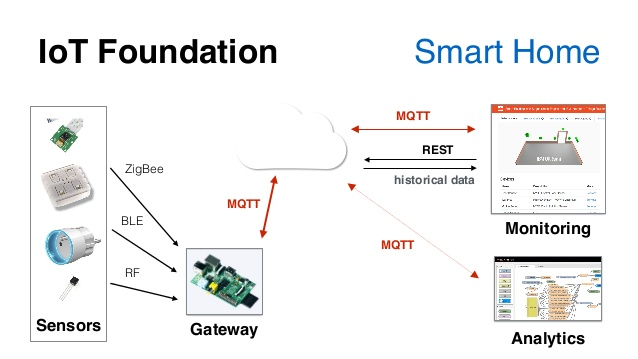 IoT Foundation
Smart Home
MQTT
ZigBee
REST
historical data
MQTT
BLE
Monitoring
MQTT
RF
Sensors
Gateway
Analytics